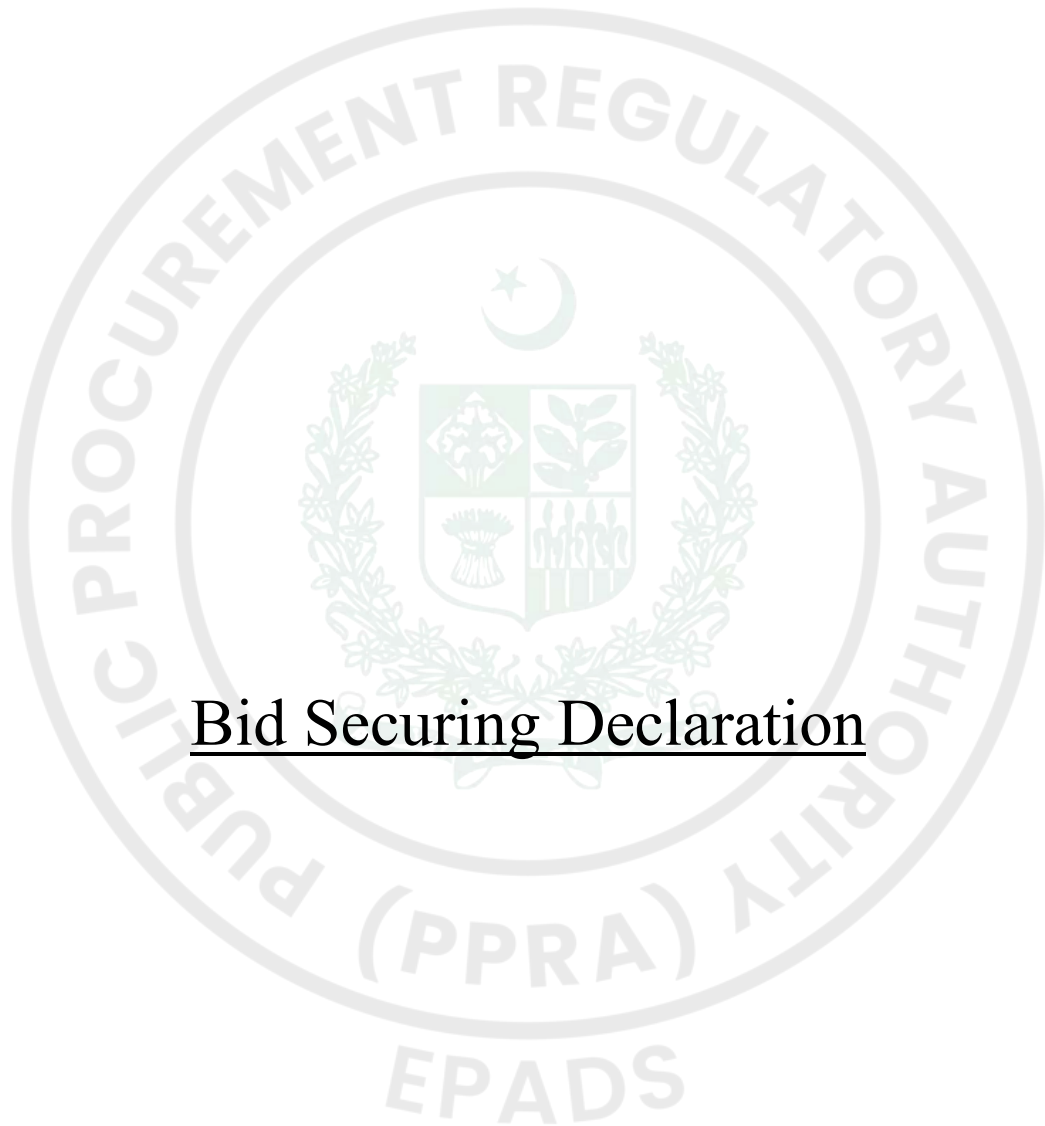 PUBLIC PROCUREMENT REGULATORY AUTHORITY
Bid Securing Declaration
(PPRA)
EPADS